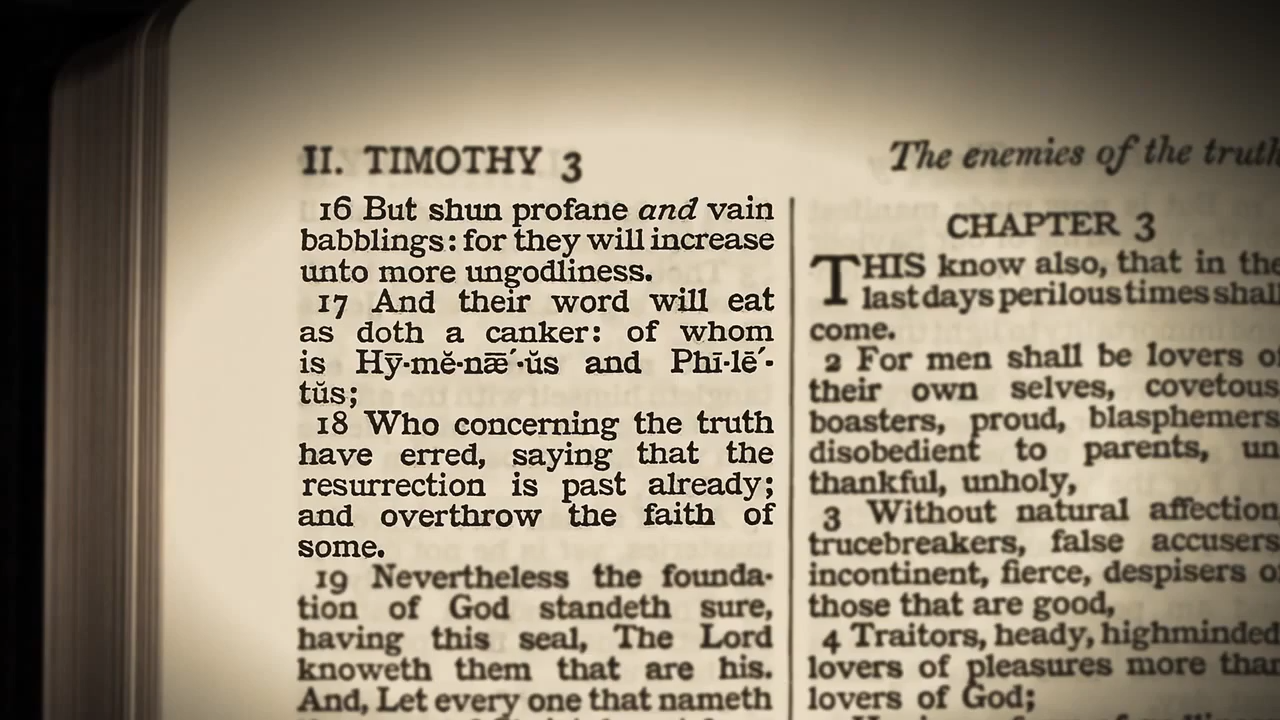 II. TIMOTHY 3
The enemies of the truth
16 But shun profane and vain
babblings: for they will increase
unto more ungodliness.
17 And their word will eat
as doth a canker: of whom
is Hȳ·mĕ·nǣ´·ŭs and Phī·lē´·
tŭs;
18 Who concerning the truth
have erred, saying that the
resurrection is past already;
and overthrow the faith of
some.
19 Nevertheless the founda-
tion of God standeth sure,
having this seal, The Lord
knoweth them that are his.
And, Let every one that nameth
CHAPTER 3
THIS know also, that in the
last days perilous times shall
come.
2 For men shall be lovers of
their own selves, covetous
boasters, proud, blasphemers
disobedient to parents, un
thankful, unholy,
3 Without natural affection
trucebreakers, false accusers
incontinent, fierce, despisers of
those that are good,
4 Traitors, heady, highminded
lovers of pleasures more than
lovers of God;